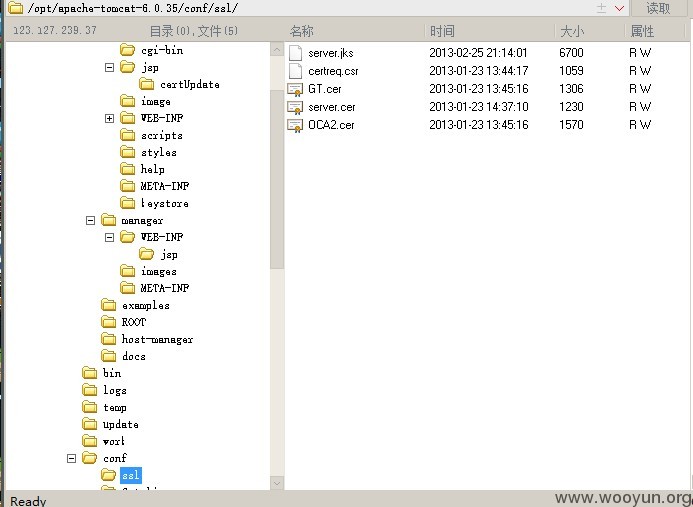 /opt/apache-tomcat-6.0.35/conf/ssl/ 读取
123.127.239.37 目录(0),文件(5) 名称 时间 大小 属性
cgi-bin
jsp
certUpdate
image
WEB-INF
scripts
styles
help
META-INF
keystore
manager
WEB-INF
jsp
images
META-INF
examples
ROOT
host-manager
docs
bin
logs
temp
update
work
conf
ssl
server.jks 2013-02-25 21:14:01 6700 R W
certreq.csr 2013-01-23 13:44:17 1059 R W
GT.cer 2013-01-23 13:45:16 1306 R W
server.cer 2013-01-23 14:37:10 1230 R W
OCA2.cer 2013-01-23 13:45:16 1570 R W
Ready
www.wooyun.org